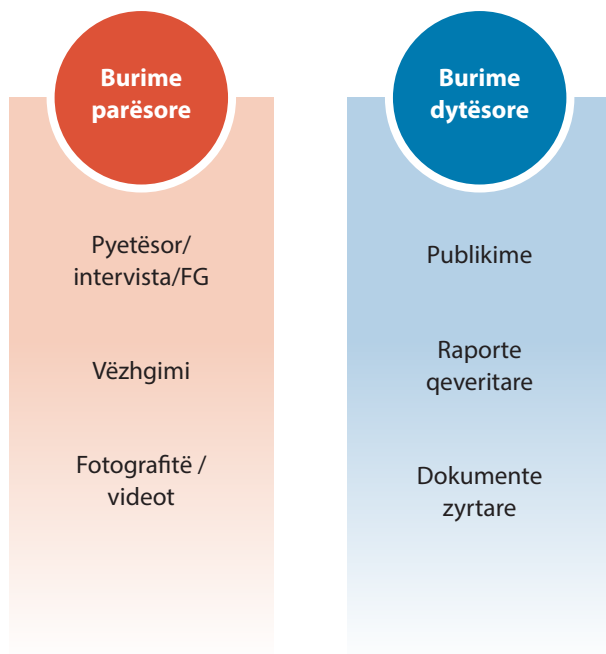 Burime
parësore
Pyetësor/
intervista/FG
Vëzhgimi
Fotografitë /
videot
Burime
dytësore
Publikime
Raporte
qeveritare
Dokumente
zyrtare